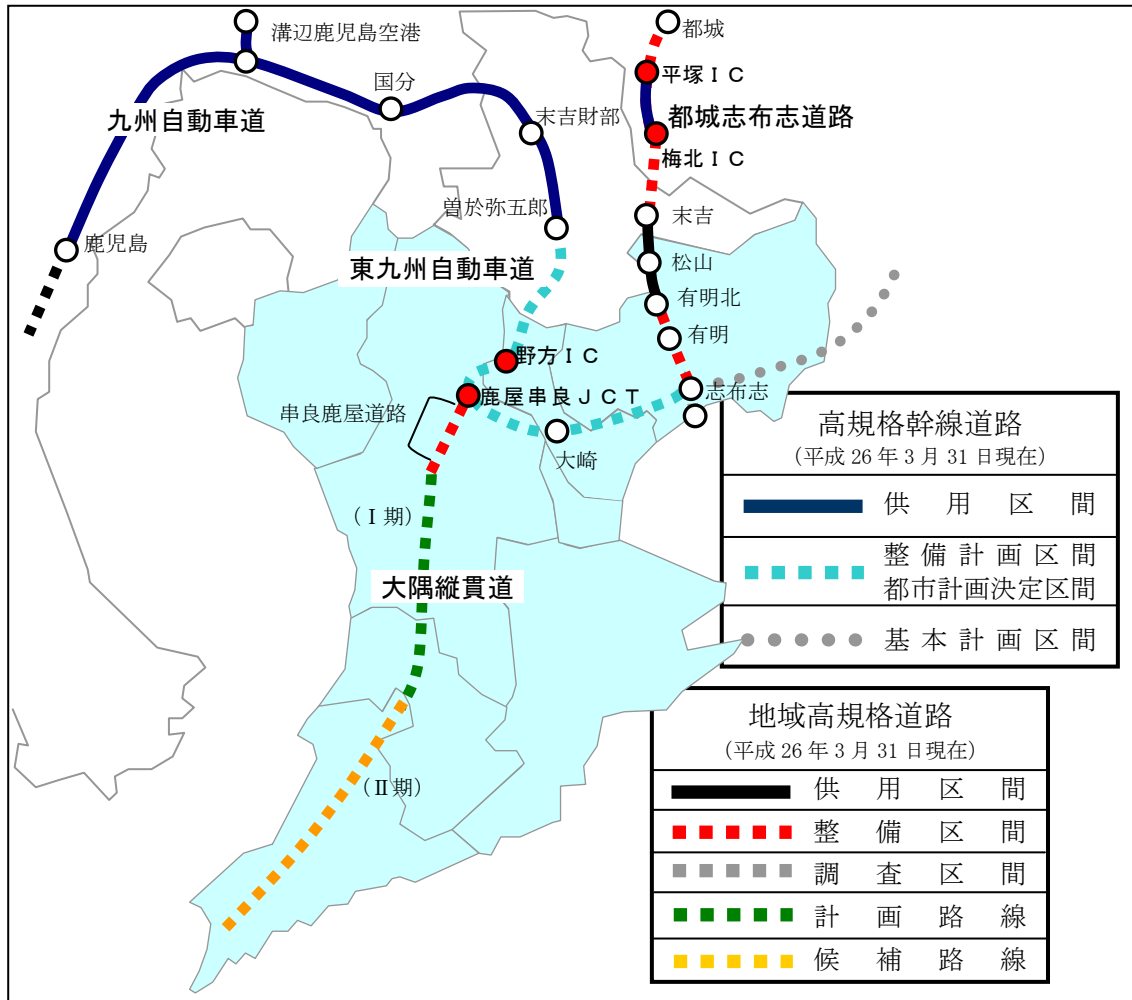 溝辺鹿児島空港
都城
平塚ＩＣ
国分
九州自動車道
末吉財部
都城志布志道路
梅北ＩＣ
曽於弥五郎
末吉
鹿児島
東九州自動車道
松山
有明北
有明
野方ＩＣ
鹿屋串良ＪＣＴ
志布志
串良鹿屋道路
大崎
（Ⅰ期）
大隅縦貫道
（Ⅱ期）
高規格幹線道路
（平成26年3月31日現在）
供用区間
整備計画区間
都市計画決定区間
基本計画区間
地域高規格道路
（平成26年3月31日現在）
供用区間
整備区間
調査区間
計画路線
候補路線